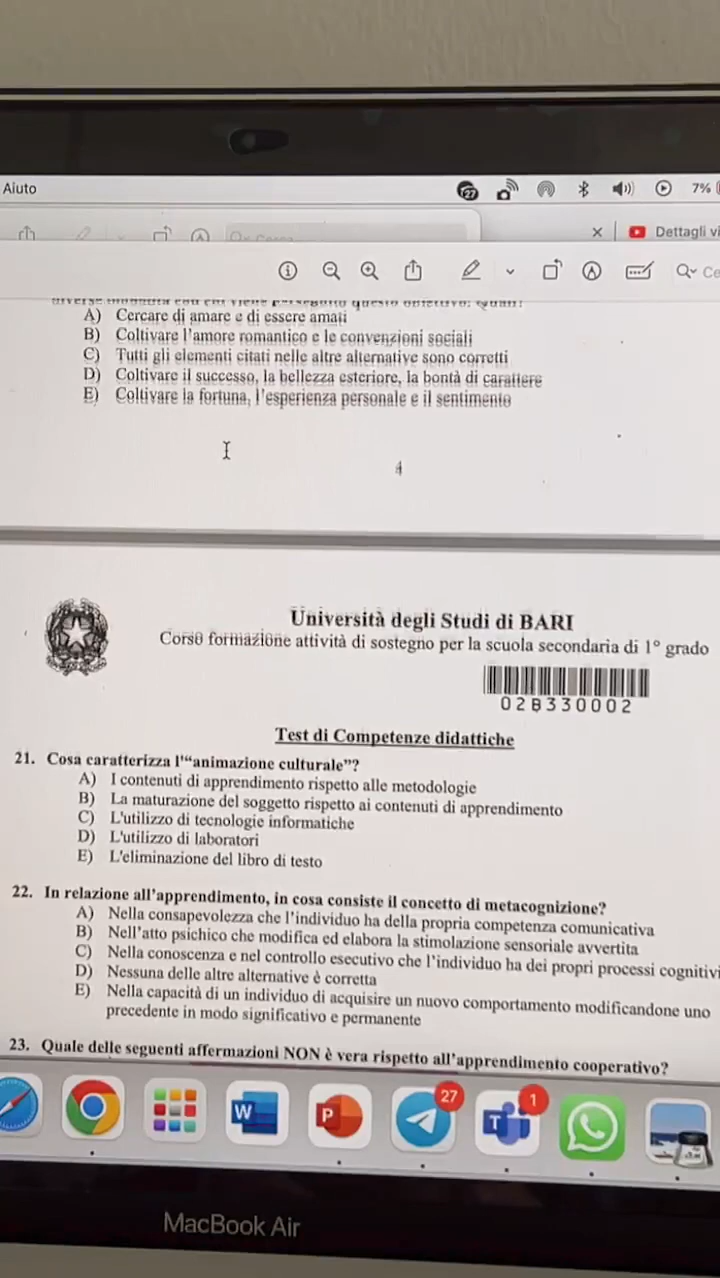 Aiuto
27
7%
Dettagli vi
Ce
A) Cercare di amare e di essere amati
B) Coltivare l'amore romantico e le convenzioni sociali
C) Tutti gli elementi citati nelle altre alternative sono corretti
D) Coltivare il successo, la bellezza esteriore, la bontà di carattere
E) Coltivare la fortuna, l'esperienza personale e il sentimento
4
Università degli Studi di BARI
Corso formazione attività di sostegno per la scuola secondaria di 1° grado
02B330002
Test di Competenze didattiche
21. Cosa caratterizza l'“animazione culturale”?
A) I contenuti di apprendimento rispetto alle metodologie
B) La maturazione del soggetto rispetto ai contenuti di apprendimento
C) L'utilizzo di tecnologie informatiche
D) L'utilizzo di laboratori
E) L'eliminazione del libro di testo
22. In relazione all'apprendimento, in cosa consiste il concetto di metacognizione?
A) Nella consapevolezza che l'individuo ha della propria competenza comunicativa
B) Nell'atto psichico che modifica ed elabora la stimolazione sensoriale avvertita
C) Nella conoscenza e nel controllo esecutivo che l'individuo ha dei propri processi cognitivi
D) Nessuna delle altre alternative è corretta
E) Nella capacità di un individuo di acquisire un nuovo comportamento modificandone uno
precedente in modo significativo e permanente
23. Quale delle seguenti affermazioni NON è vera rispetto all'apprendimento cooperativo?
W
P
27
T
1
MacBook Air